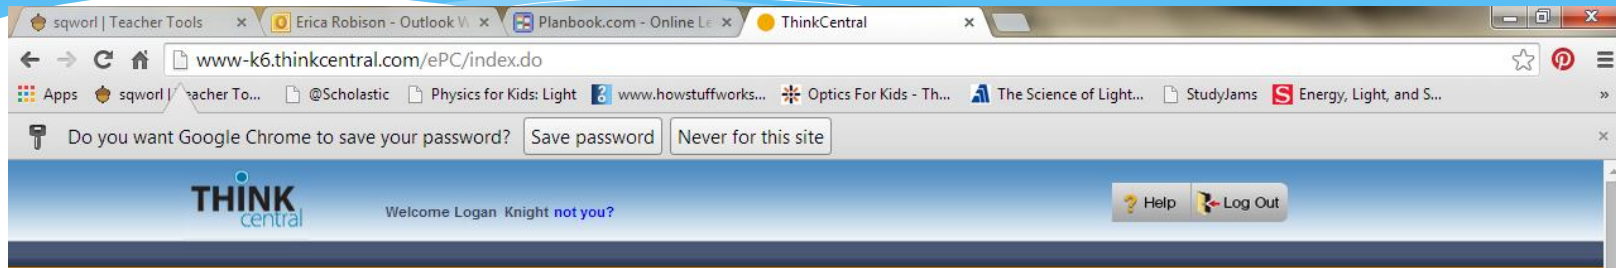 sqworl | Teacher Tools Erica Robison - Outlook W Planbook.com - Online Le ThinkCentral
www-k6.thinkcentral.com/ePC/index.do
Apps sqworl | eacher To... @Scholastic Physics for Kids: Light www.howstuffworks... Optics For Kids - Th... The Science of Light... StudyJams S Energy, Light, and S... »
Do you want Google Chrome to save your password? Save password Never for this site
THINK
central
Welcome Logan Knight not you?
? Help Log Out